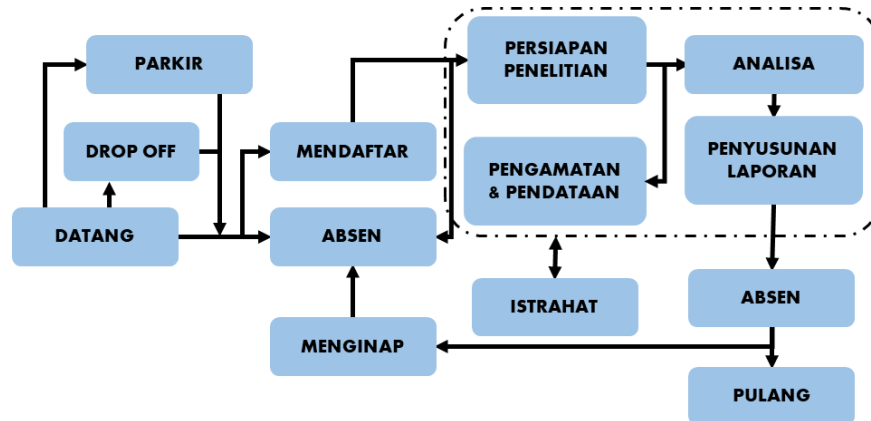 PARKIR
DROP OFF
DATANG
MENDAFTAR
ABSEN
MENGINAP
PERSIAPAN
PENELITIAN
PENGAMATAN
& PENDATAAN
ISTRAHAT
ANALISA
PENYUSUNAN
LAPORAN
ABSEN
PULANG